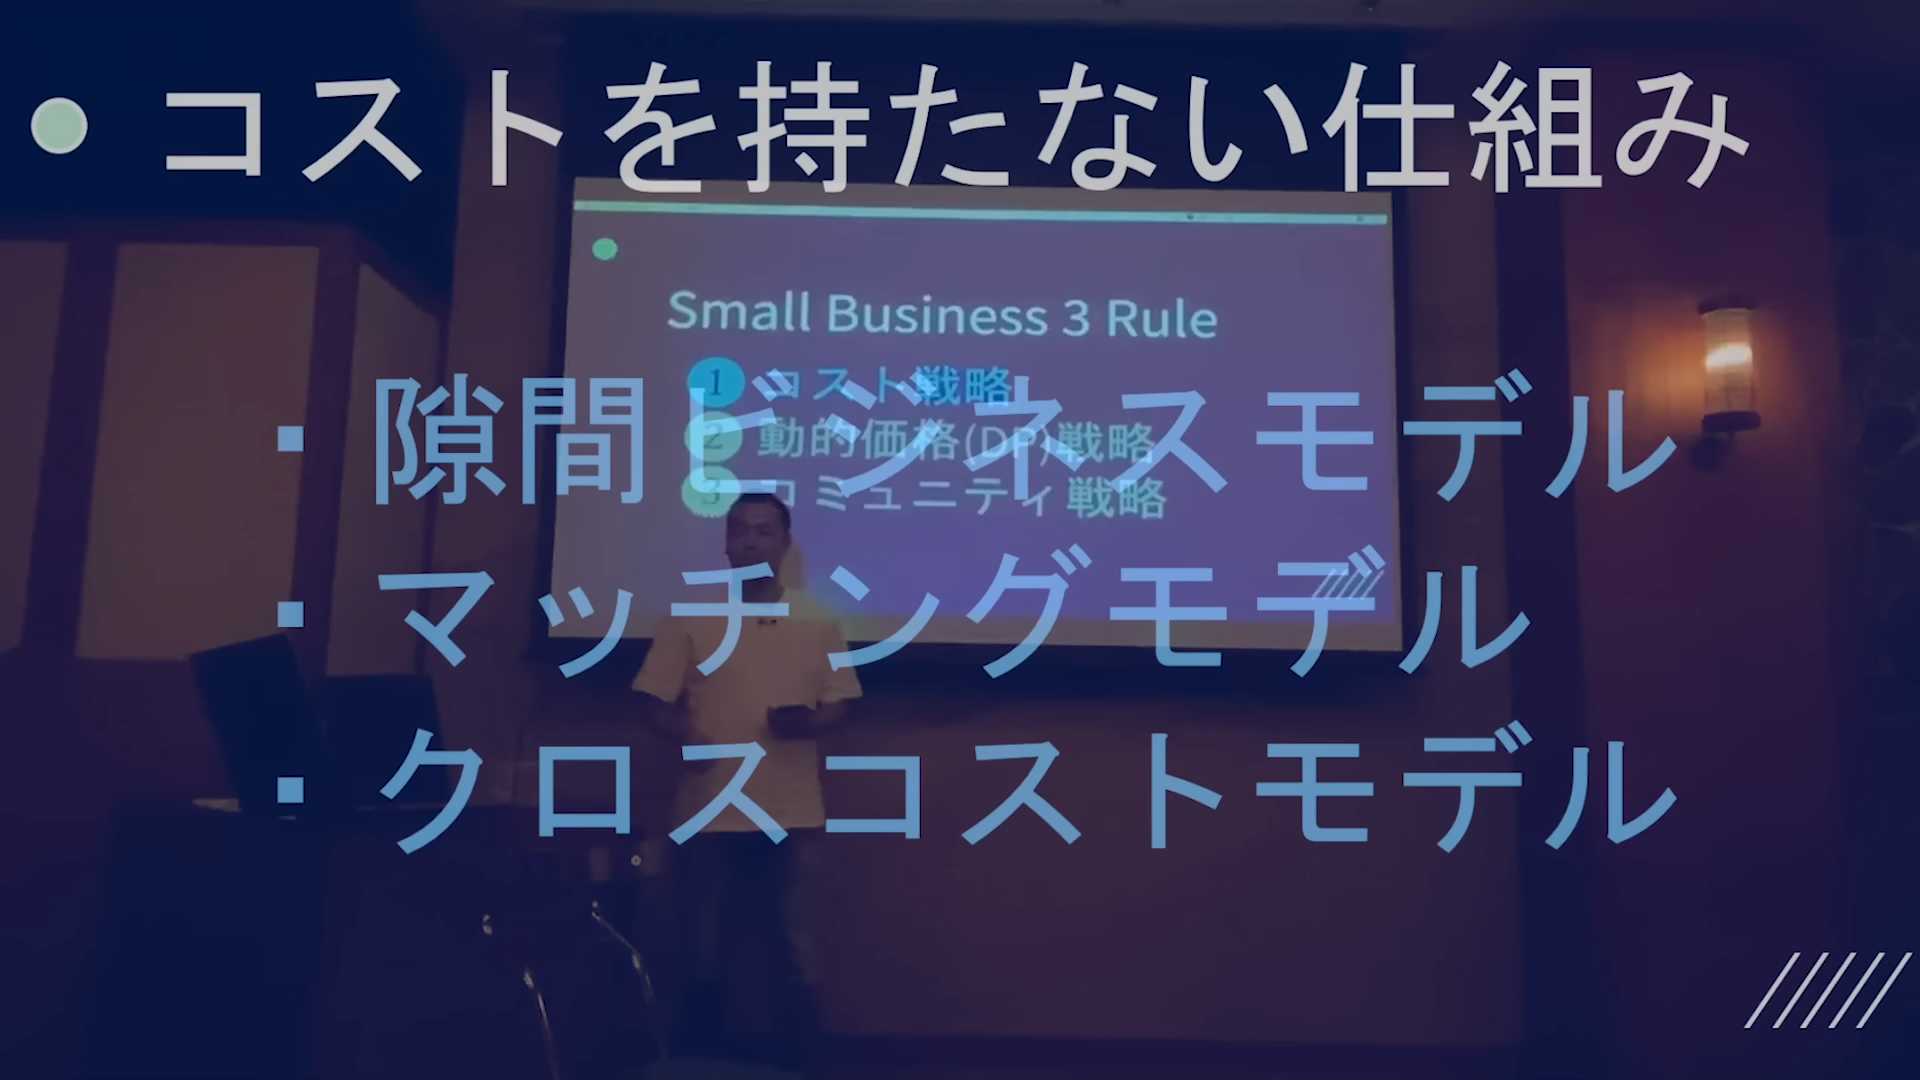 コストを持たない仕組み
Small Business 3 Rule
1 コスト戦略
2 動的価格(DP)戦略
3 コミュニティ戦略
・隙間ビジネスモデル
・マッチングモデル
・クロスコストモデル